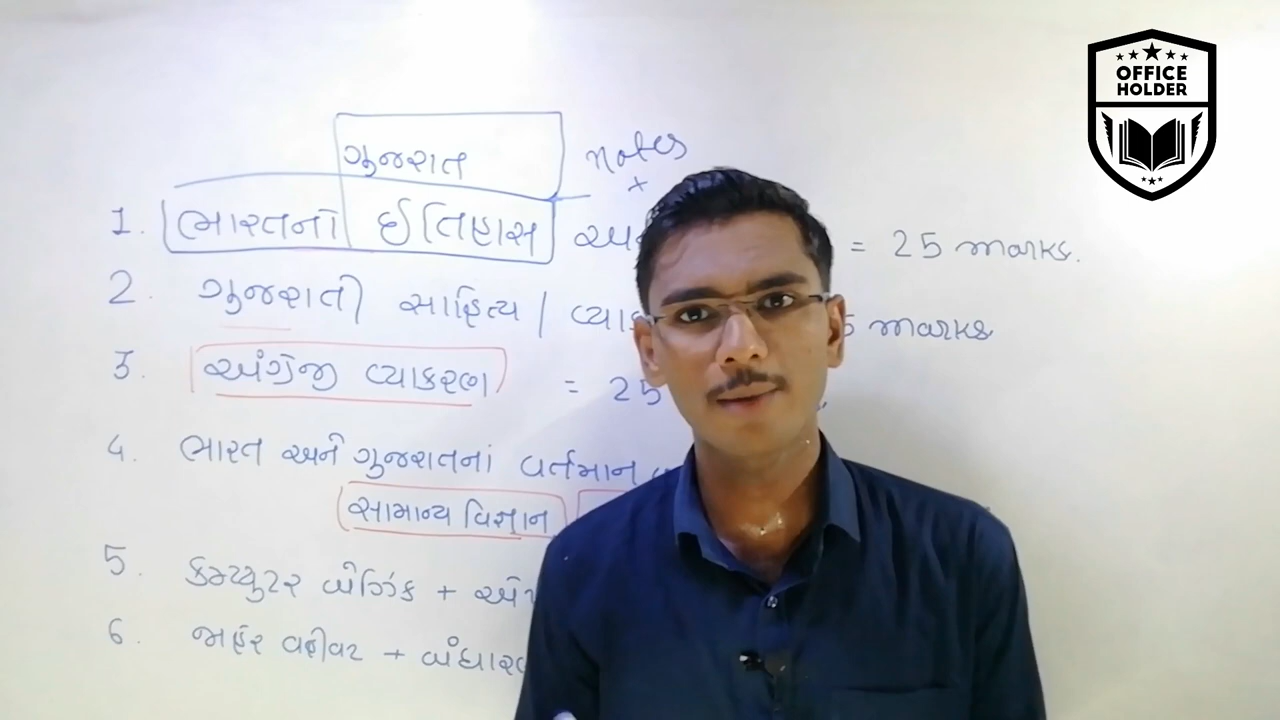 OFFICE
HOLDER
ગુજરાત notes
+
1. ભારતનો ઈતિહાસ = 25 marks.
2. ગુજરાતી સાહિત્ય / marks
3. અંગ્રેજી વ્યાકરણ = 25
4. ભારત અને ગુજરાતનાં વર્તમાન
સામાન્ય વિજ્ઞાન
5. કમ્પ્યુટર બેઝિક +
6. જાહેર વહીવટ +